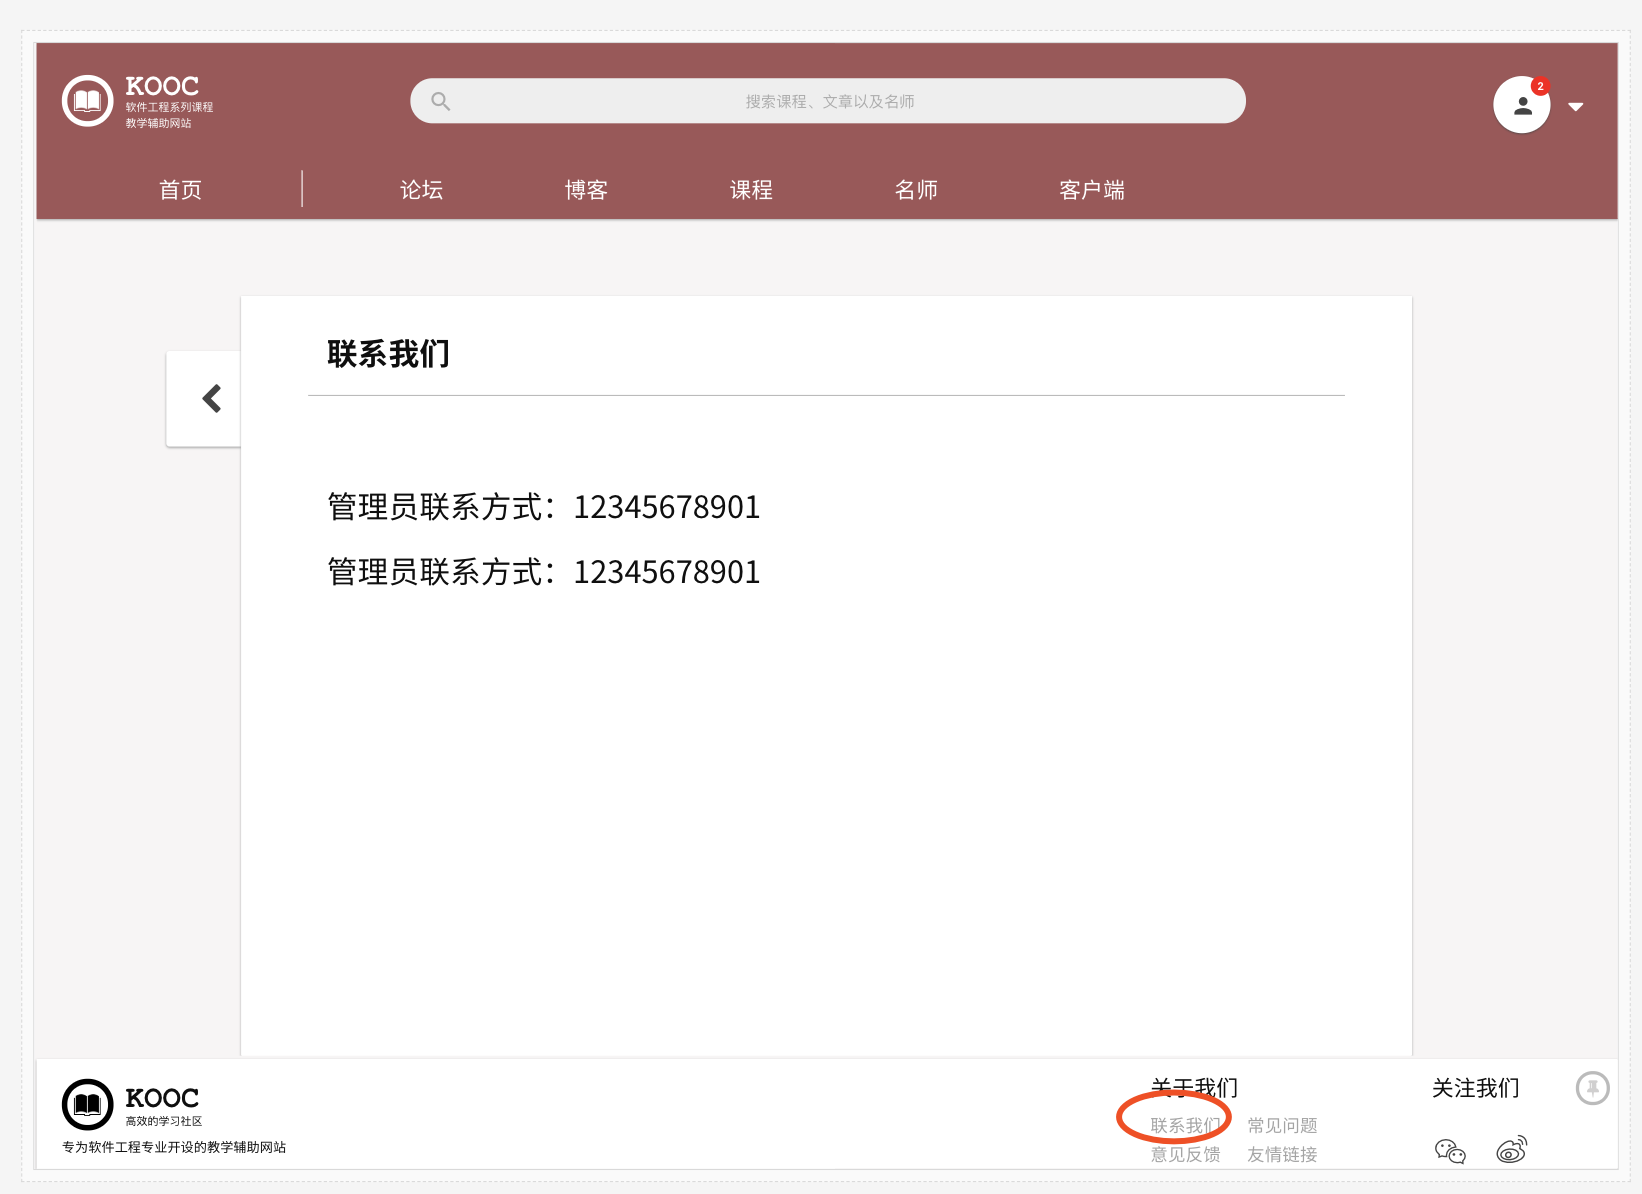 KOOC
软件工程系列课程
教学辅助网站
搜索课程、文章以及名师
2
首页
论坛
博客
课程
名师
客户端
联系我们
管理员联系方式：12345678901
管理员联系方式：12345678901
KOOC
高效的学习社区
专为软件工程专业开设的教学辅助网站
关于我们
联系我们 常见问题
意见反馈 友情链接
关注我们